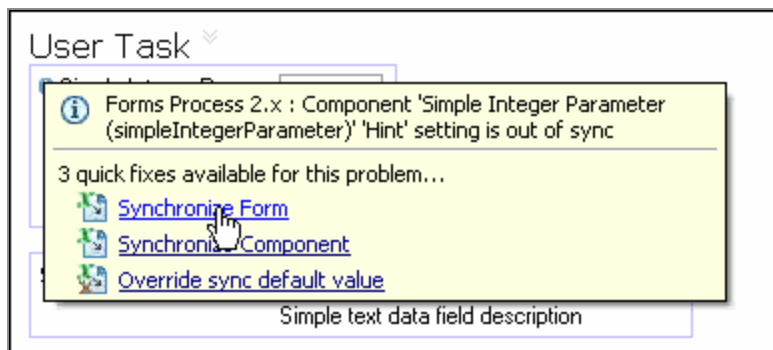 User Task
Forms Process 2.x : Component 'Simple Integer Parameter
(simpleIntegerParameter)' 'Hint' setting is out of sync
3 quick fixes available for this problem...
Synchronize Form
Synchronize Component
Override sync default value
Simple text data field description